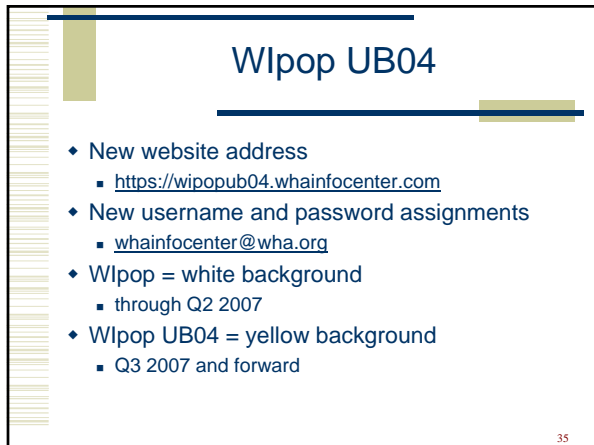 WIpop UB04
◆ New website address
■ https://wipopub04.whainfocenter.com
◆ New username and password assignments
■ whainfocenter@wha.org
◆ WIpop = white background
■ through Q2 2007
◆ WIpop UB04 = yellow background
■ Q3 2007 and forward
35